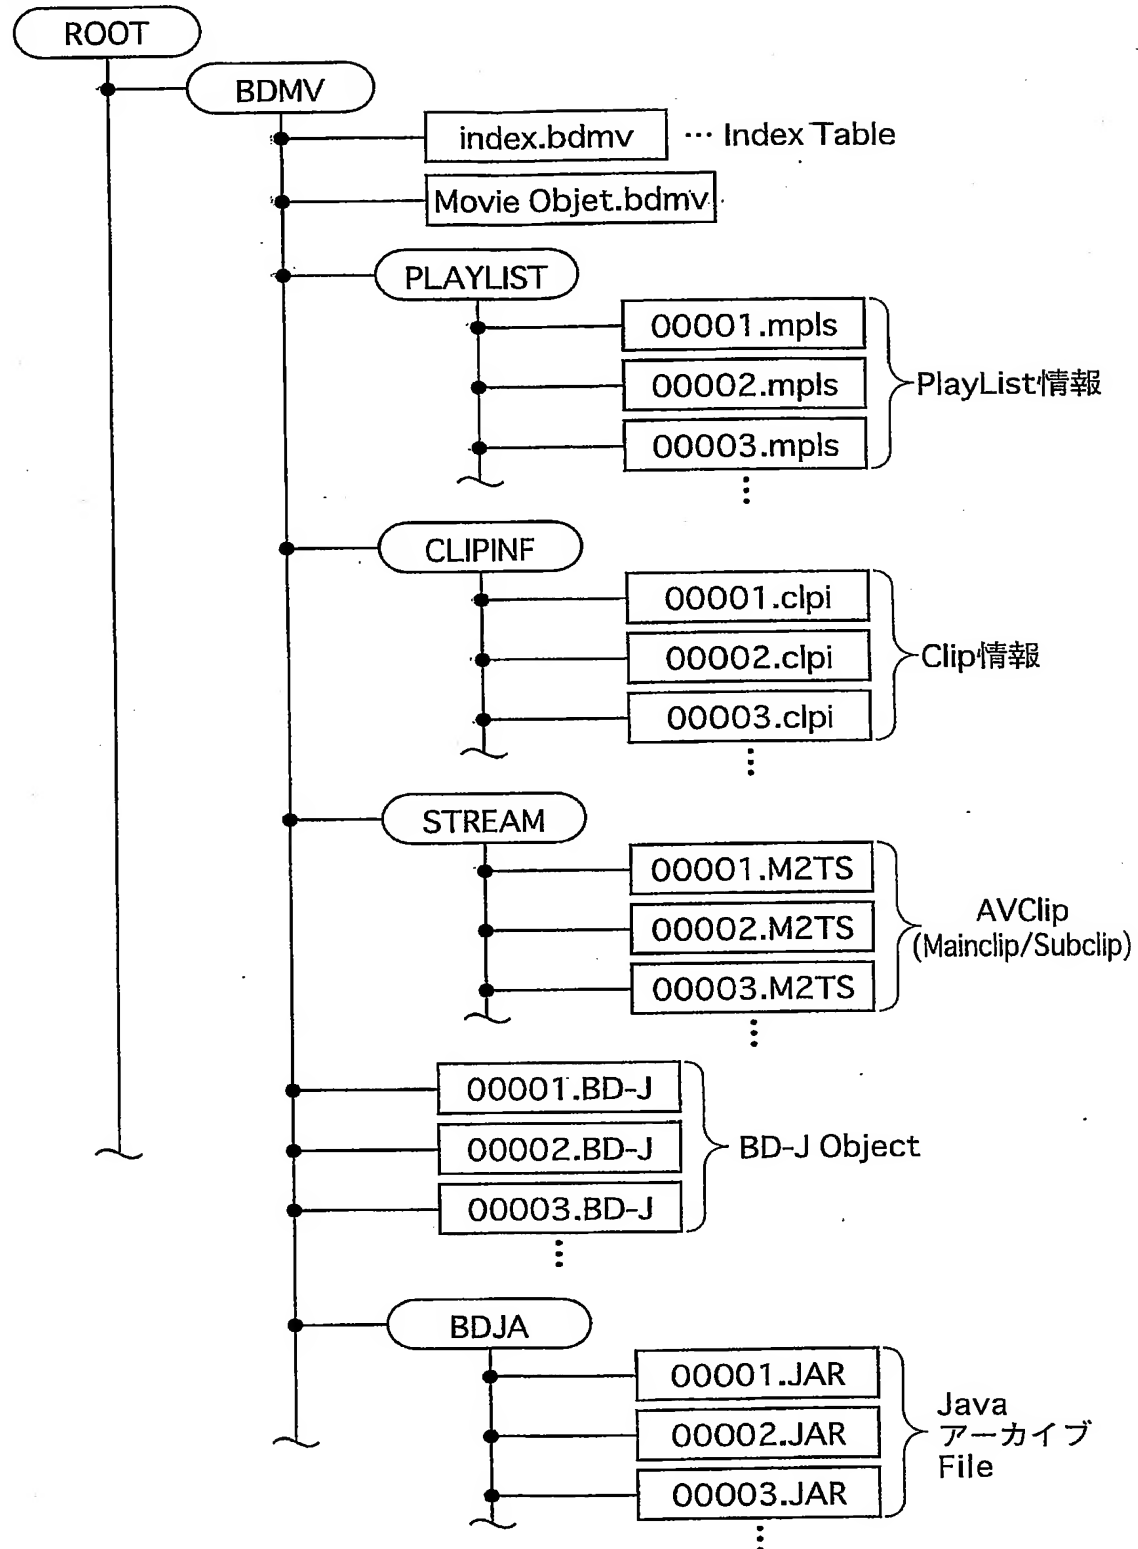 ROOT
BDMV
index.bdmv ··· Index Table
Movie Objet.bdmv
PLAYLIST
00001.mpls
00002.mpls
PlayList情報
00003.mpls
CLIPINF
00001.clpi
00002.clpi
Clip情報
00003.clpi
STREAM
00001.M2TS
00002.M2TS
AVClip
(Mainclip/Subclip)
00003.M2TS
00001.BD-J
00002.BD-J
BD-J Object
00003.BD-J
BDJA
00001.JAR
00002.JAR
Java
アーカイブ
File
00003.JAR